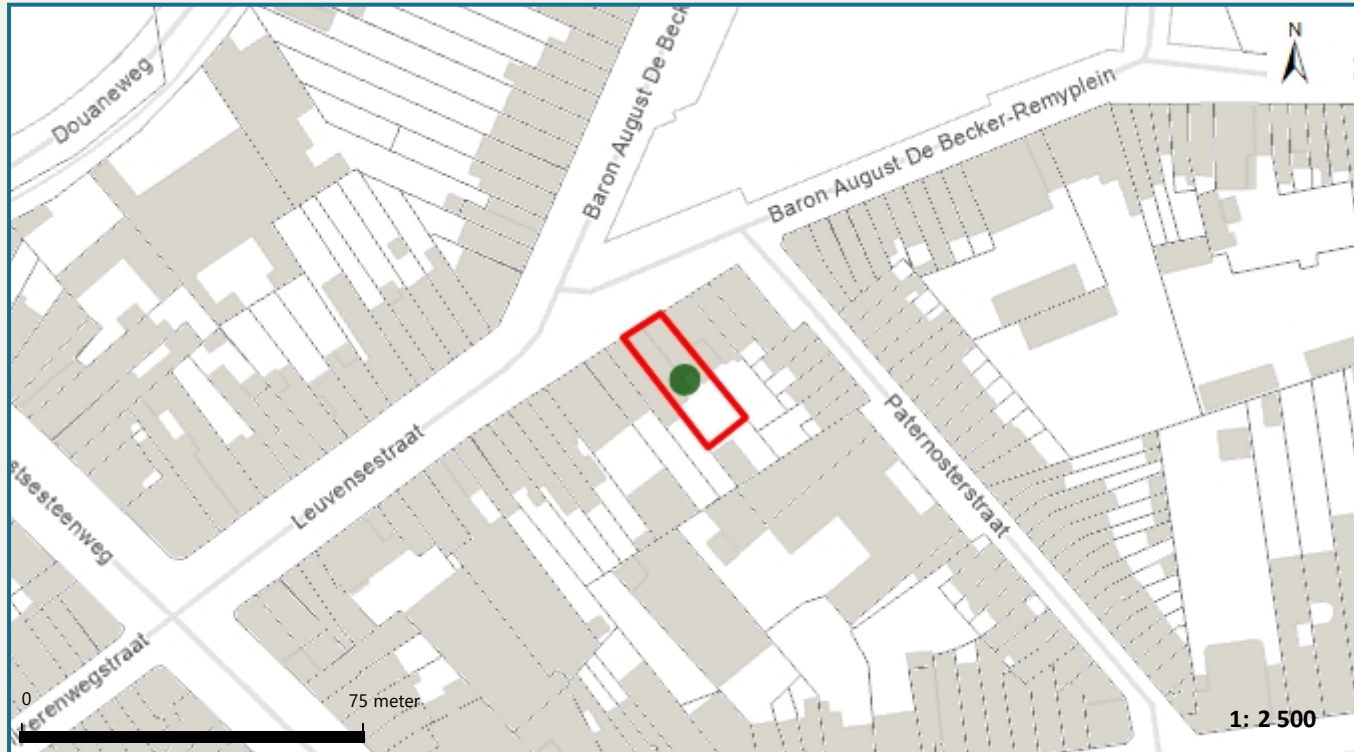 N
Douaneweg
Baron August De Beck
Baron August De Becker-Remyplein
Leuvensestraat
Paternosterstraat
stsesteenweg
erenwegstraat
0
75 meter
1: 2 500